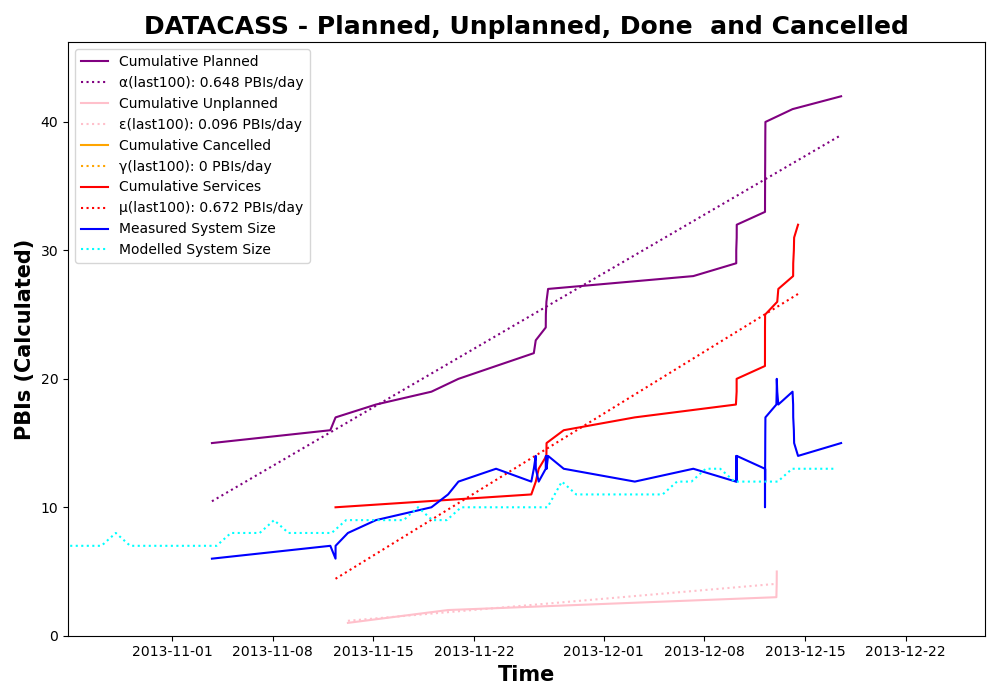 DATACASS - Planned, Unplanned, Done  and Cancelled
Cumulative Planned
α(last100): 0.648 PBIs/day
Cumulative Unplanned
ε(last100): 0.096 PBIs/day
Cumulative Cancelled
γ(last100): 0 PBIs/day
Cumulative Services
μ(last100): 0.672 PBIs/day
Measured System Size
Modelled System Size
PBIs (Calculated)
40
30
20
10
0
2013-11-01 2013-11-08 2013-11-15 2013-11-22 2013-12-01 2013-12-08 2013-12-15 2013-12-22
Time